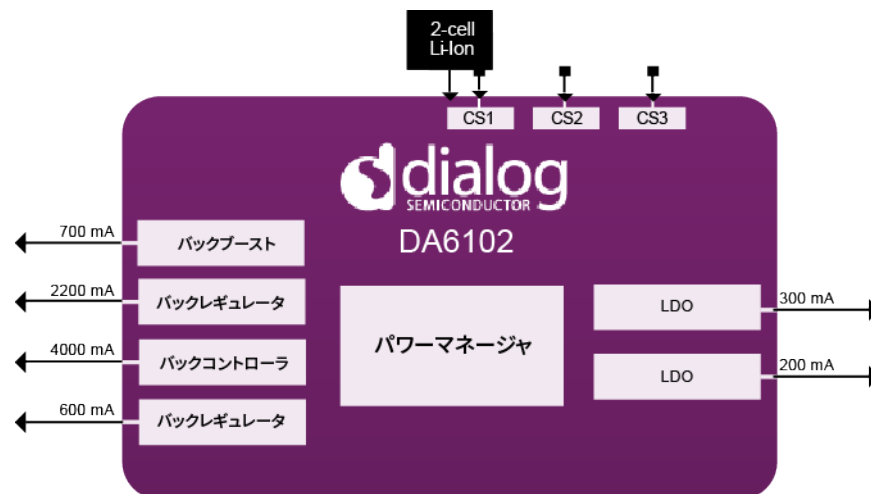 2-cell
Li-Ion
CS1
CS2
CS3
dialog
SEMICONDUCTOR
DA6102
700 mA
バックブースト
2200 mA
バックレギュレータ
4000 mA
バックコントローラ
600 mA
バックレギュレータ
パワーマネージャ
LDO
300 mA
LDO
200 mA